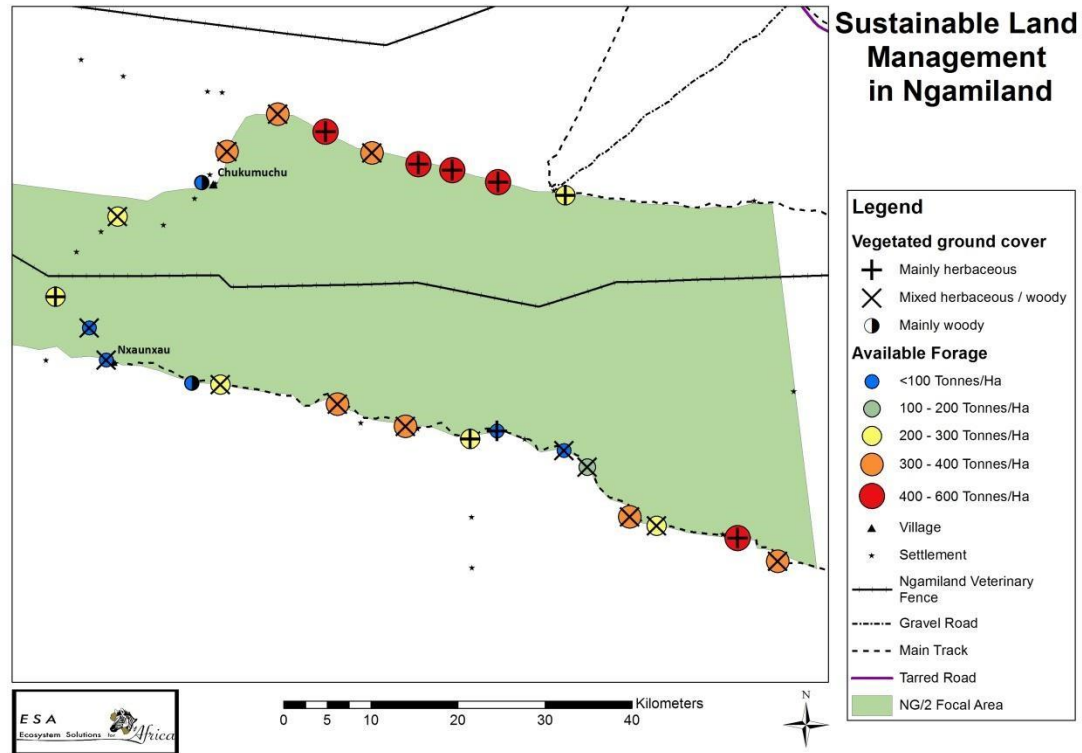 Sustainable Land
Management
in Ngamiland
Chukumuchu
Nxaunxau
Legend
Vegetated ground cover
Mainly herbaceous
Mixed herbaceous / woody
Mainly woody
Available Forage
<100 Tonnes/Ha
100 - 200 Tonnes/Ha
200 - 300 Tonnes/Ha
300 - 400 Tonnes/Ha
400 - 600 Tonnes/Ha
Village
Settlement
Ngamiland Veterinary
Fence
Gravel Road
Main Track
Tarred Road
NG/2 Focal Area
ESA
Ecosystem Solutions for Africa
Kilometers
0 5 10 20 30 40
N